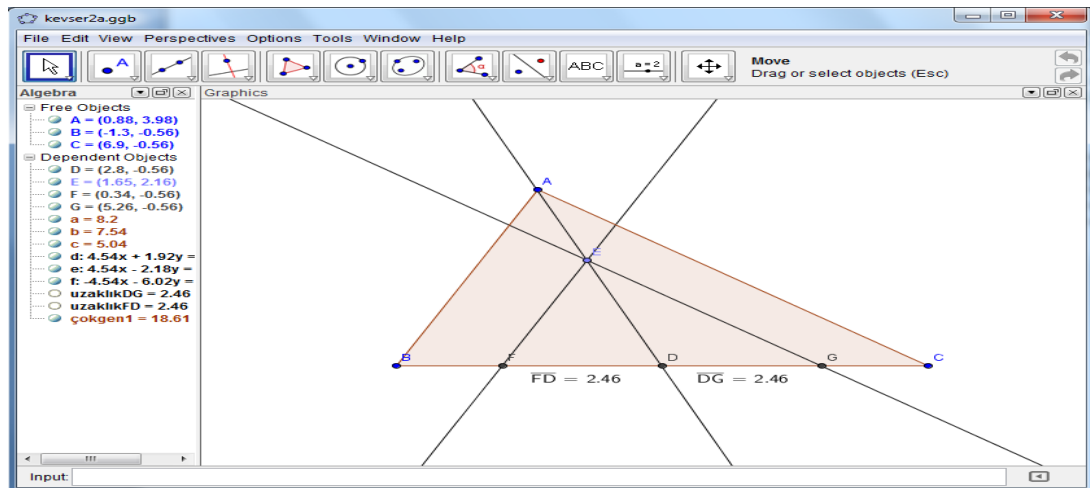 kevser2a.ggb
File Edit View Perspectives Options Tools Window Help
A
α
ABC
a = 2
Move
Drag or select objects (Esc)
Algebra
Graphics
Free Objects
A = (0.88, 3.98)
B = (-1.3, -0.56)
C = (6.9, -0.56)
Dependent Objects
D = (2.8, -0.56)
E = (1.65, 2.16)
F = (0.34, -0.56)
G = (5.26, -0.56)
a = 8.2
b = 7.54
c = 5.04
d: 4.54x + 1.92y =
e: 4.54x - 2.18y =
f: -4.54x - 6.02y =
uzaklıkDG = 2.46
uzaklıkFD = 2.46
çokgen1 = 18.61
A
E
B F D G C
FD = 2.46 DG = 2.46
Input: